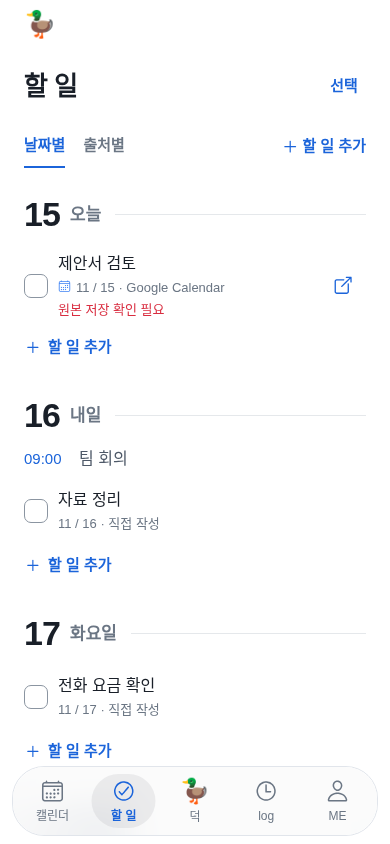 할 일
선택
날짜별 출처별 + 할 일 추가
15 오늘
제안서 검토
11 / 15 · Google Calendar
원본 저장 확인 필요
+ 할 일 추가
16 내일
09:00 팀 회의
자료 정리
11 / 16 · 직접 작성
+ 할 일 추가
17 화요일
전화 요금 확인
11 / 17 · 직접 작성
+ 할 일 추가
캘린더 할 일 덕 log ME